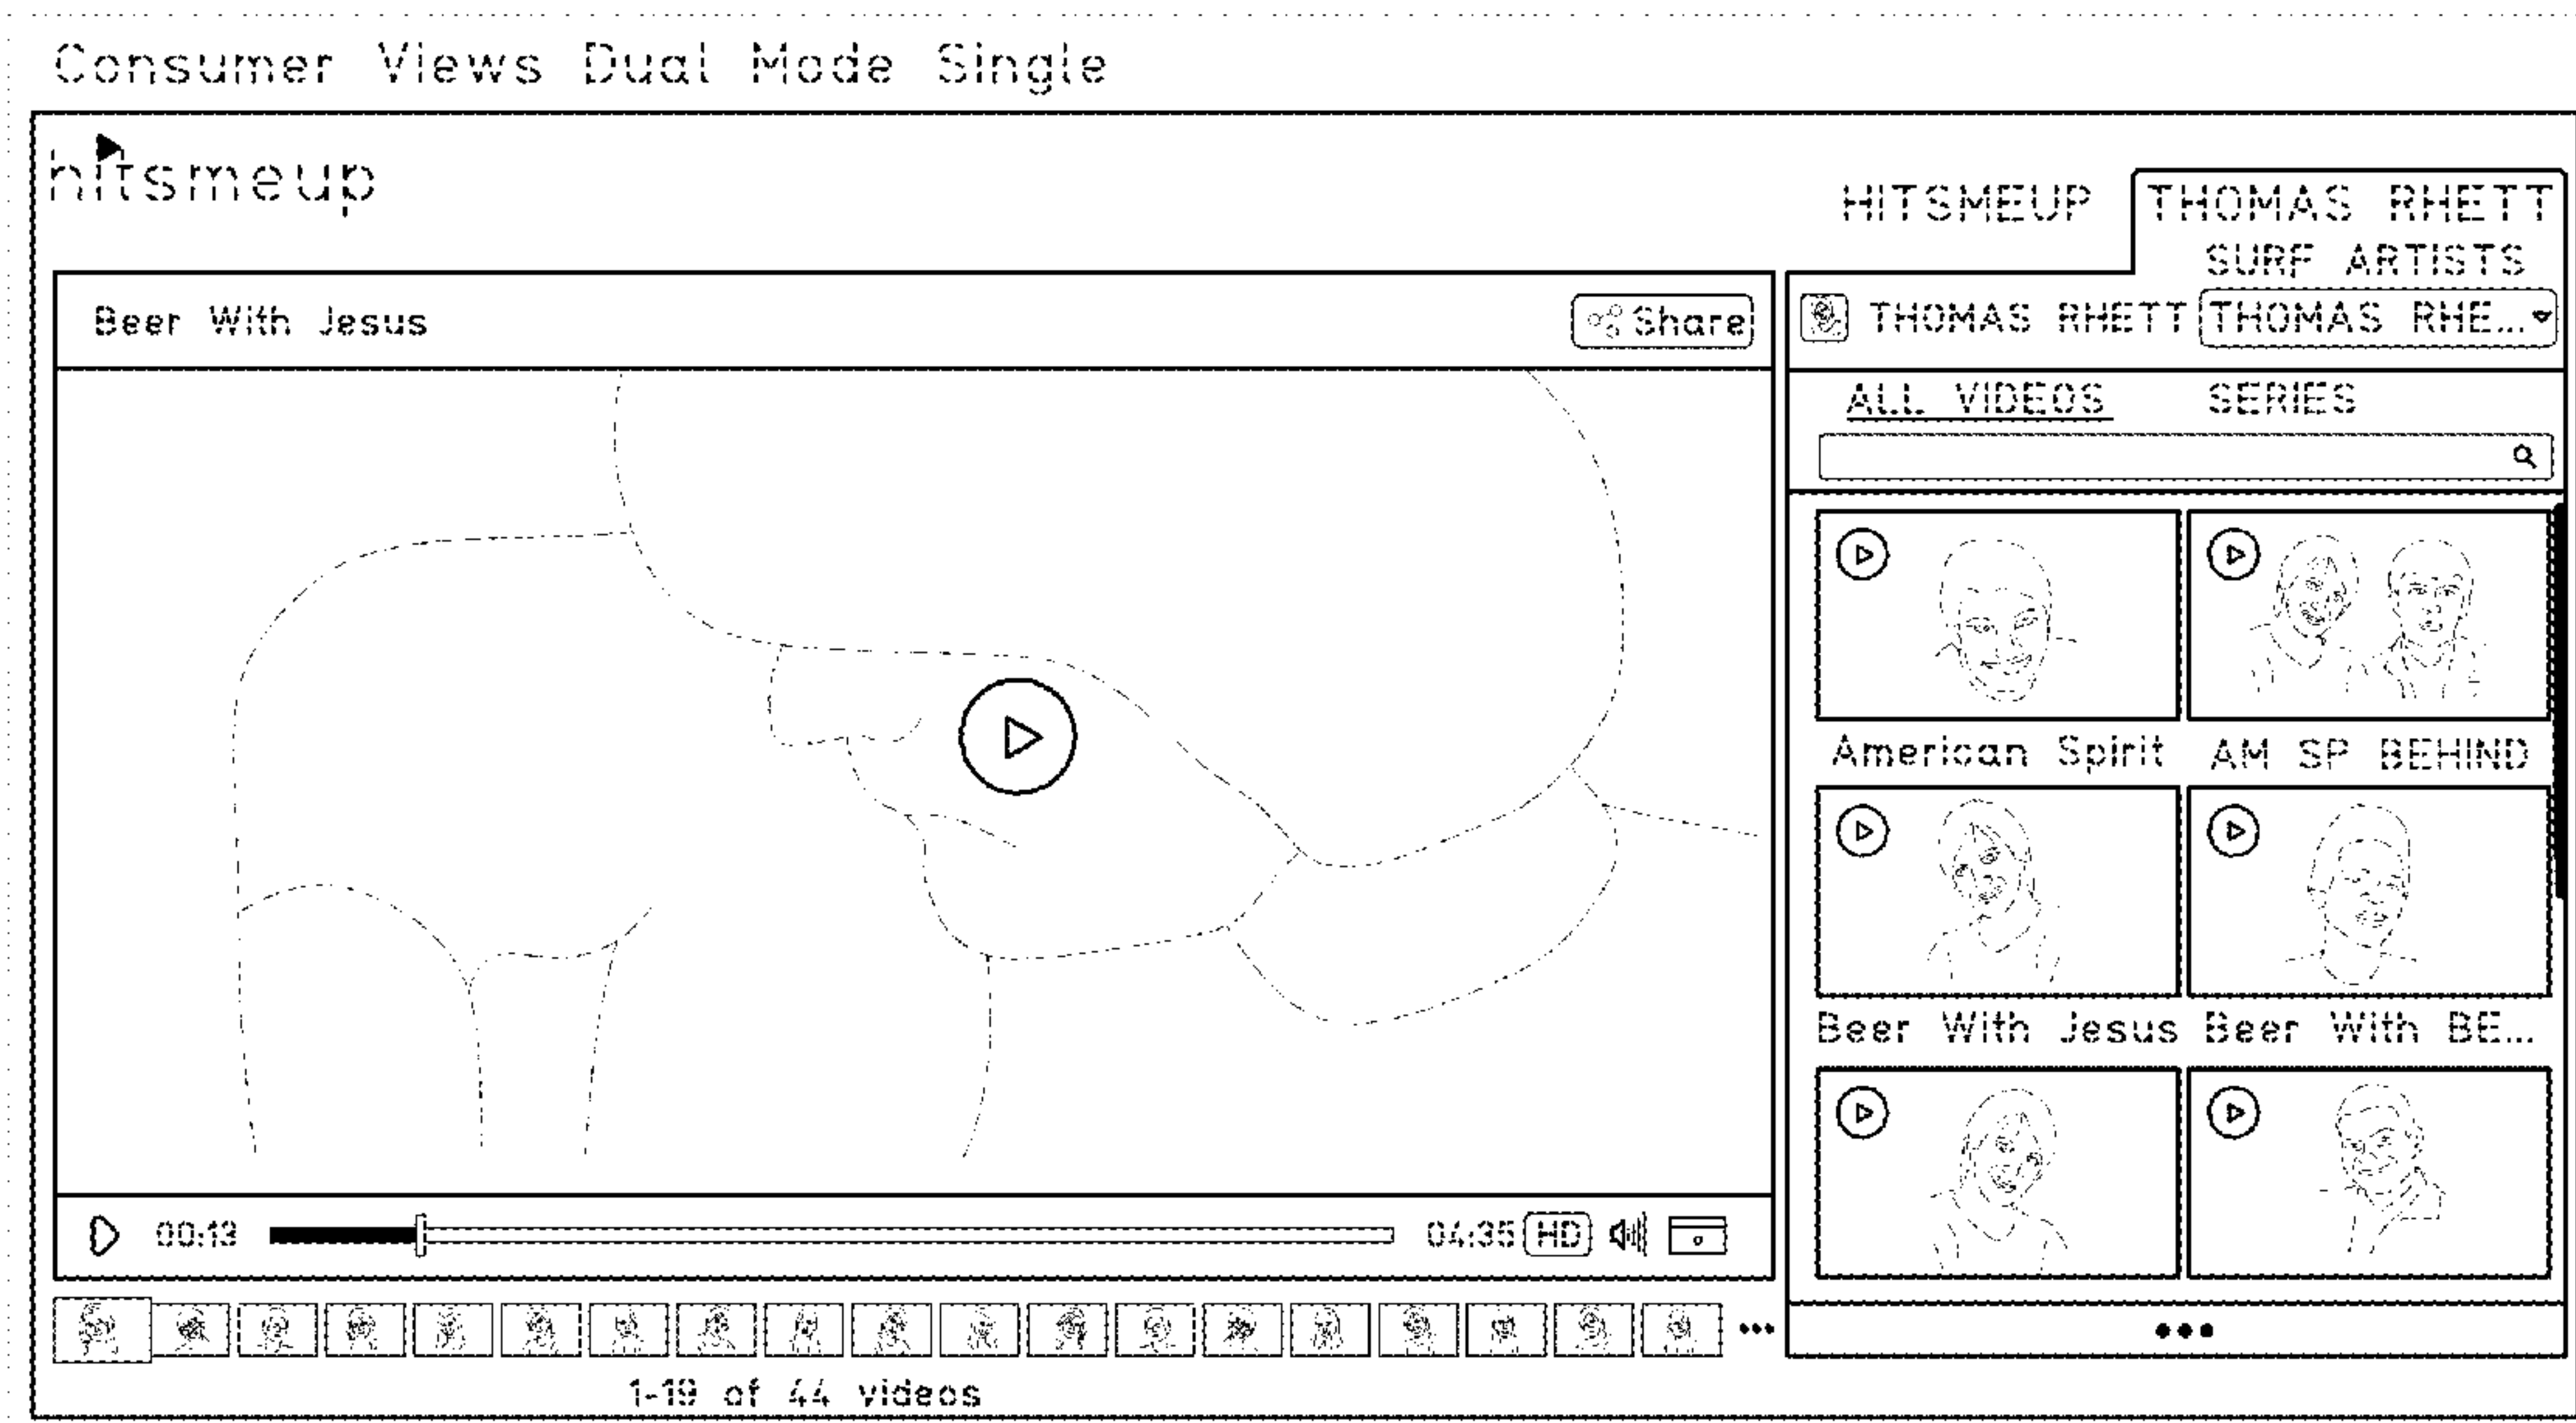 Consumer Views Dual Mode Single
hitsmeup
HITSMEUP
THOMAS RHETT
SURF ARTISTS
Beer With Jesus
Share
THOMAS RHETT
THOMAS RHE...
ALL VIDEOS
SERIES
American Spirit
AM SP BEHIND
Beer With Jesus
Beer With BE...
00:13
04:35
HD
1-19 of 44 videos